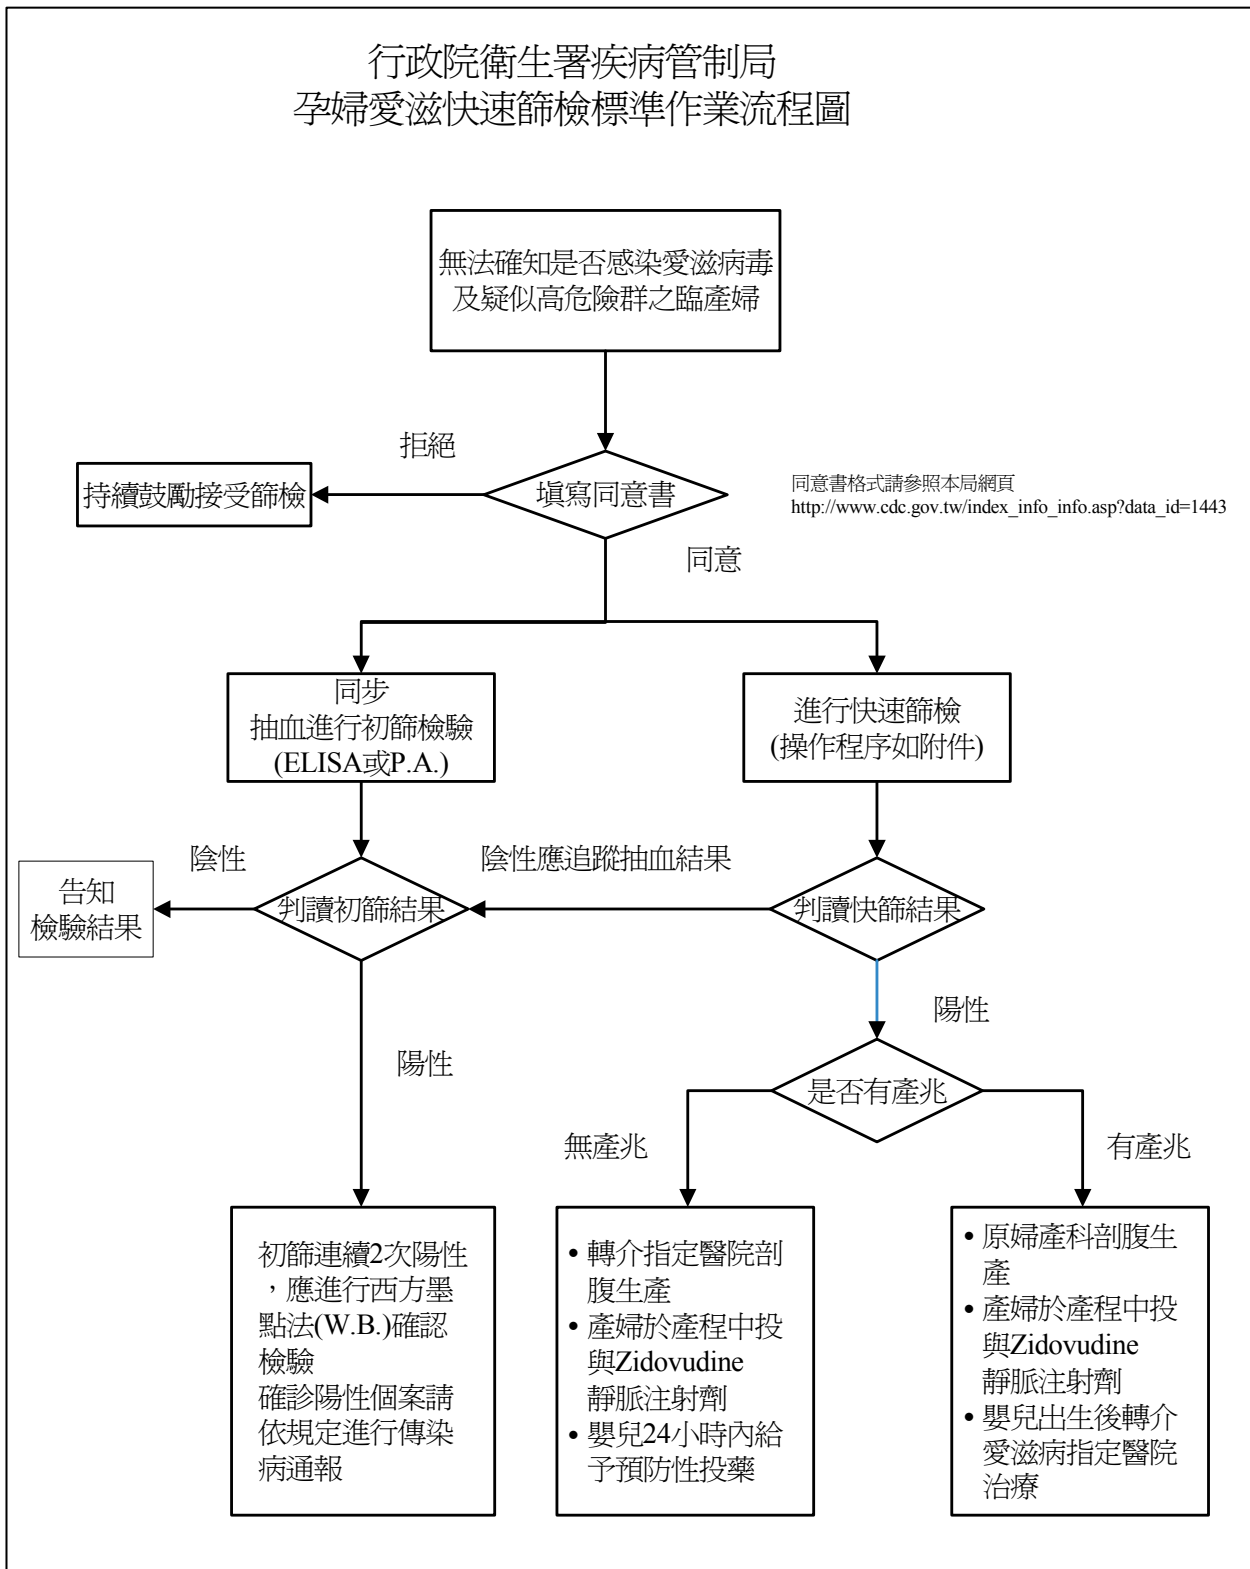 行政院衛生署疾病管制局
孕婦愛滋快速篩檢標準作業流程圖
無法確知是否感染愛滋病毒
及疑似高危險群之臨產婦
拒絕
持續鼓勵接受篩檢
填寫同意書
同意書格式請參照本局網頁
http://www.cdc.gov.tw/index_info_info.asp?data_id=1443
同意
同步
抽血進行初篩檢驗
(ELISA或P.A.)
進行快速篩檢
(操作程序如附件)
陰性
陰性應追蹤抽血結果
告知
檢驗結果
判讀初篩結果
判讀快篩結果
陽性
陽性
是否有產兆
無產兆
有產兆
初篩連續2次陽性
，應進行西方墨
點法(W.B.)確認
檢驗
確診陽性個案請
依規定進行傳染
病通報
• 轉介指定醫院剖
腹生產
• 產婦於產程中投
與Zidovudine
靜脈注射劑
• 嬰兒24小時內給
予預防性投藥
• 原婦產科剖腹生
產
• 產婦於產程中投
與Zidovudine
靜脈注射劑
• 嬰兒出生後轉介
愛滋病指定醫院
治療